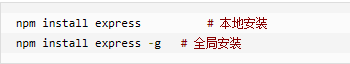 npm install express          # 本地安装
npm install express -g   # 全局安装